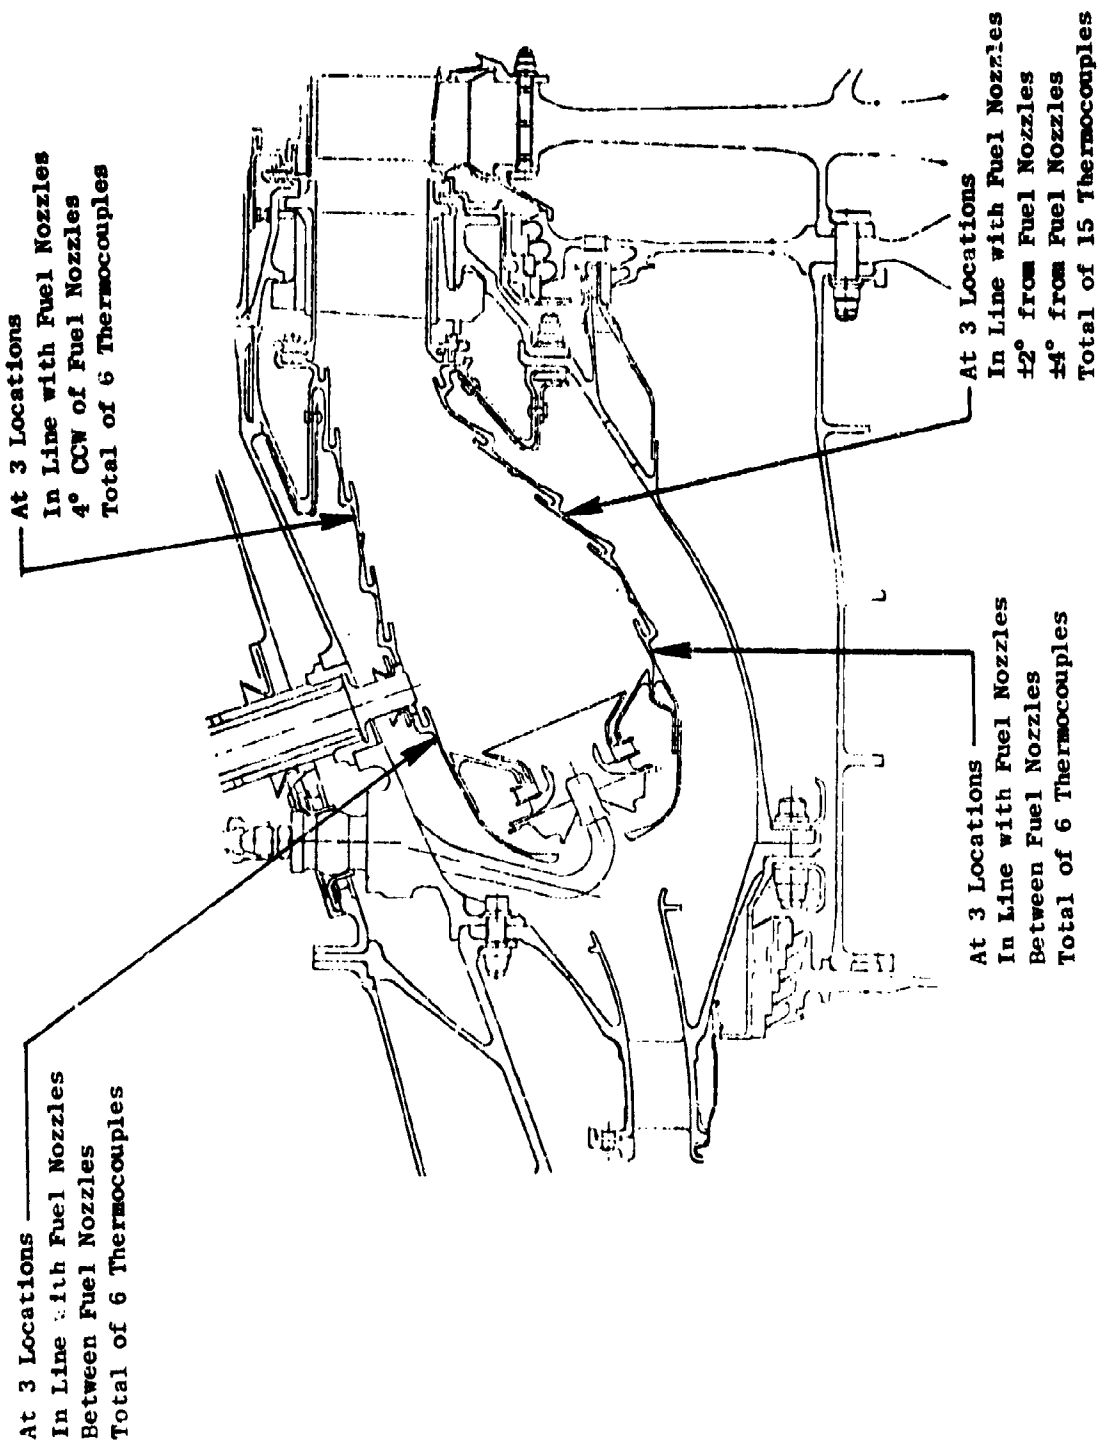 At 3 Locations
In Line with Fuel Nozzles
Between Fuel Nozzles
Total of 6 Thermocouples
At 3 Locations
In Line with Fuel Nozzles
4° CCW of Fuel Nozzles
Total of 6 Thermocouples
At 3 Locations
In Line with Fuel Nozzles
Between Fuel Nozzles
Total of 6 Thermocouples
At 3 Locations
In Line with Fuel Nozzles
±2° from Fuel Nozzles
±4° from Fuel Nozzles
Total of 15 Thermocouples